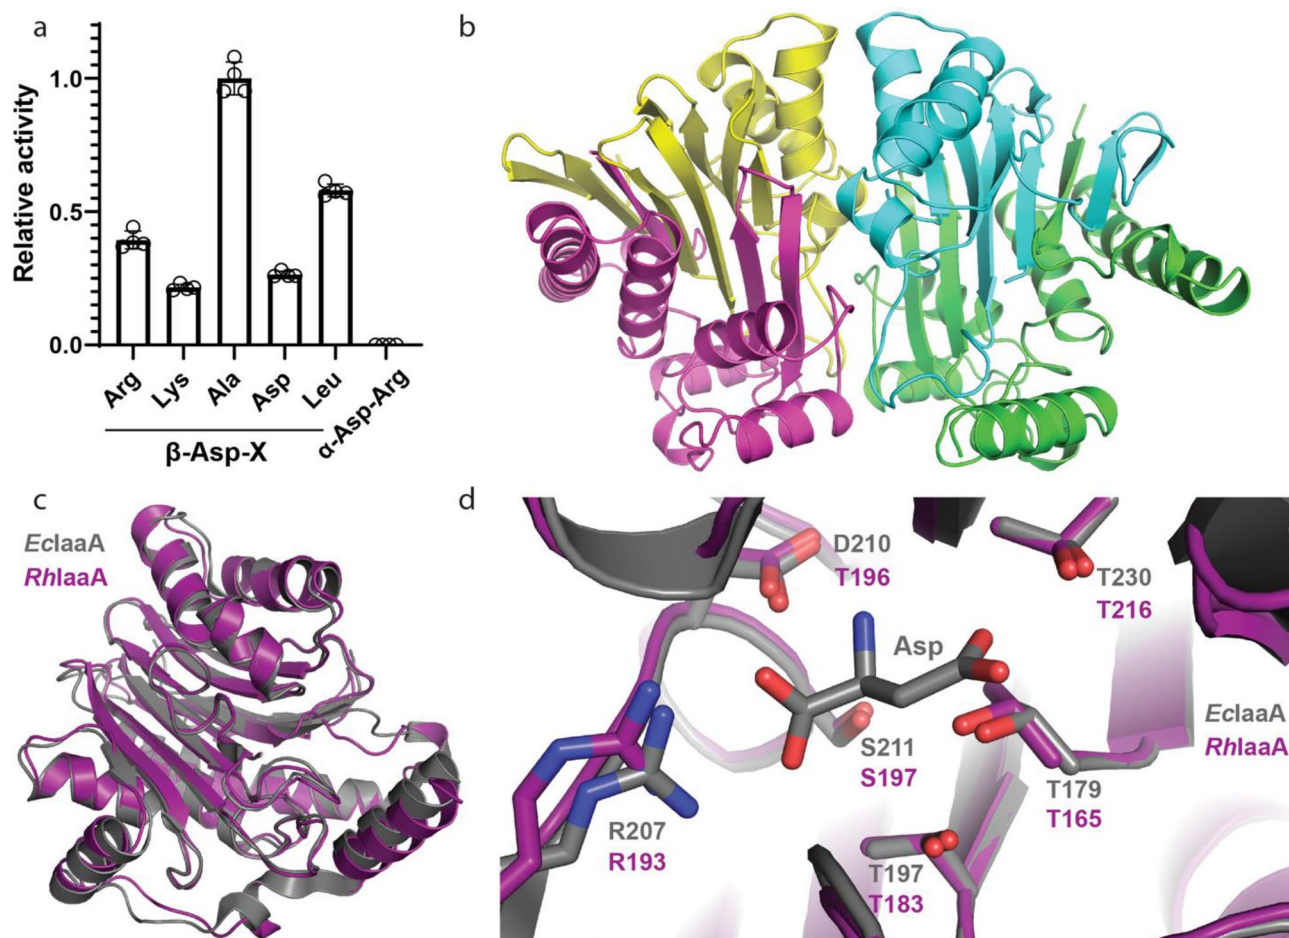 a
Relative activity
1.0
0.5
0.0
Arg
Lys
Ala
Asp
Leu
α-Asp-Arg
β-Asp-X
b
c
EcIaaA
RhIaaA
d
D210
T196
T230
T216
Asp
EcIaaA
RhIaaA
S211
S197
T179
T165
R207
R193
T197
T183